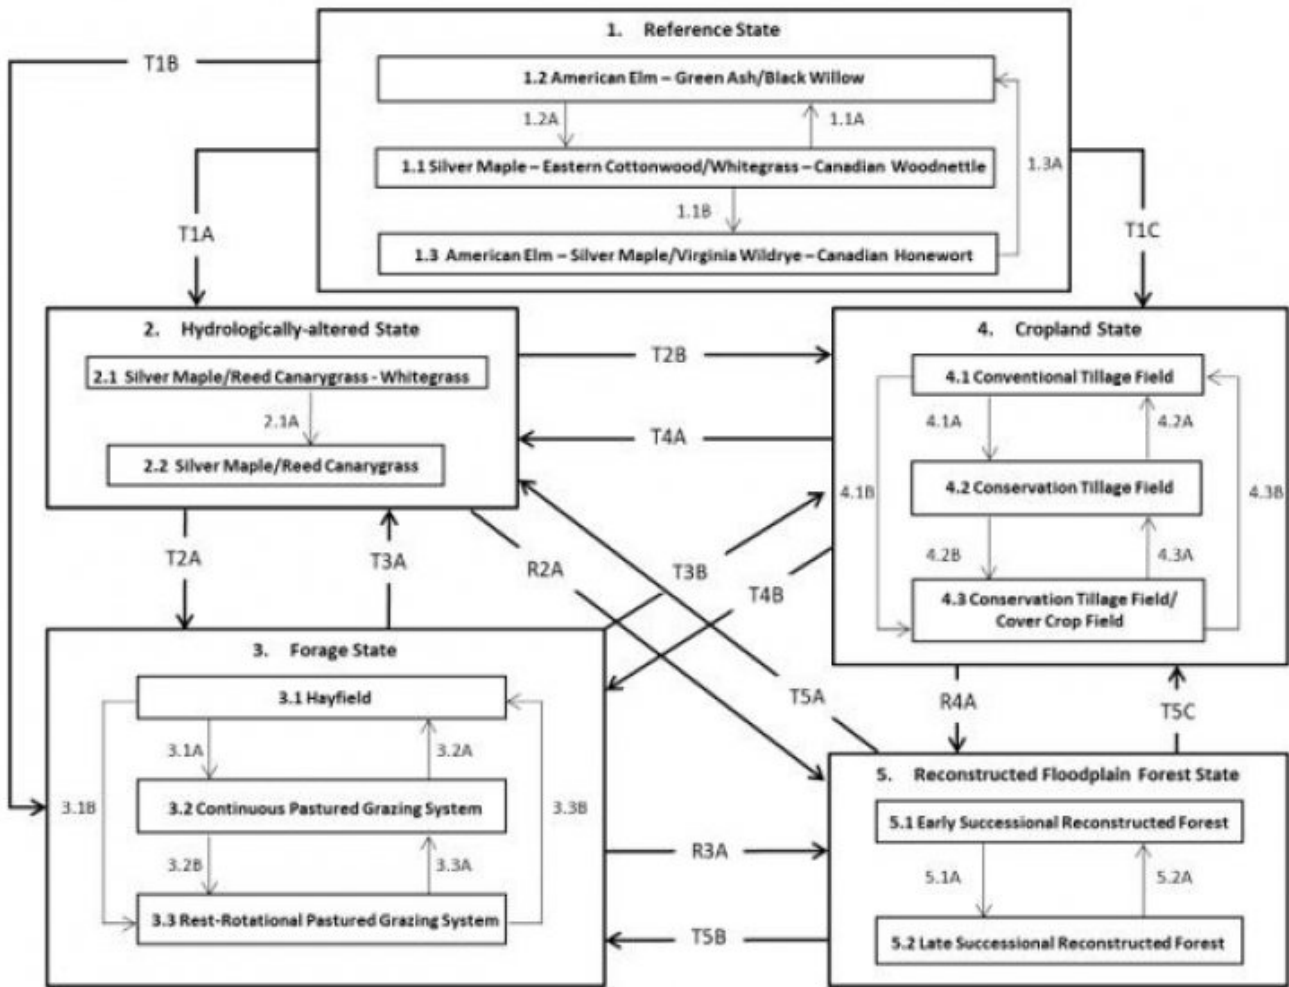 1. Reference State
T1B
1.2 American Elm – Green Ash/Black Willow
1.2A
1.1A
1.1 Silver Maple – Eastern Cottonwood/Whitegrass – Canadian Woodnettle
1.3A
1.1B
T1A
T1C
1.3 American Elm – Silver Maple/Virginia Wildrye – Canadian Honewort
2. Hydrologically-altered State
2.1 Silver Maple/Reed Canarygrass - Whitegrass
2.1A
2.2 Silver Maple/Reed Canarygrass
T2B
T4A
4. Cropland State
4.1 Conventional Tillage Field
4.1A
4.2A
4.2 Conservation Tillage Field
4.1B
4.3B
4.2B
4.3A
4.3 Conservation Tillage Field/
Cover Crop Field
T2A
T3A
R2A
T3B
T4B
T5A
R4A
T5C
3. Forage State
3.1 Hayfield
3.1A
3.2A
3.1B
3.2 Continuous Pastured Grazing System
3.3B
3.2B
3.3A
3.3 Rest-Rotational Pastured Grazing System
R3A
T5B
5. Reconstructed Floodplain Forest State
5.1 Early Successional Reconstructed Forest
5.1A
5.2A
5.2 Late Successional Reconstructed Forest